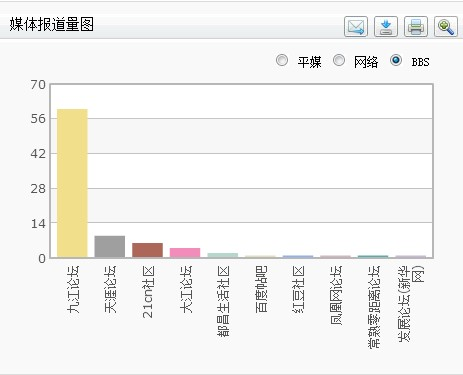 媒体报道量图
平媒 网络 BBS
70
56
42
28
14
0
九江论坛
天涯论坛
21cn社区
大江论坛
都昌生活社区
百度帖吧
红豆社区
凤凰网论坛
常熟零距离论坛
发展论坛(新华
网)